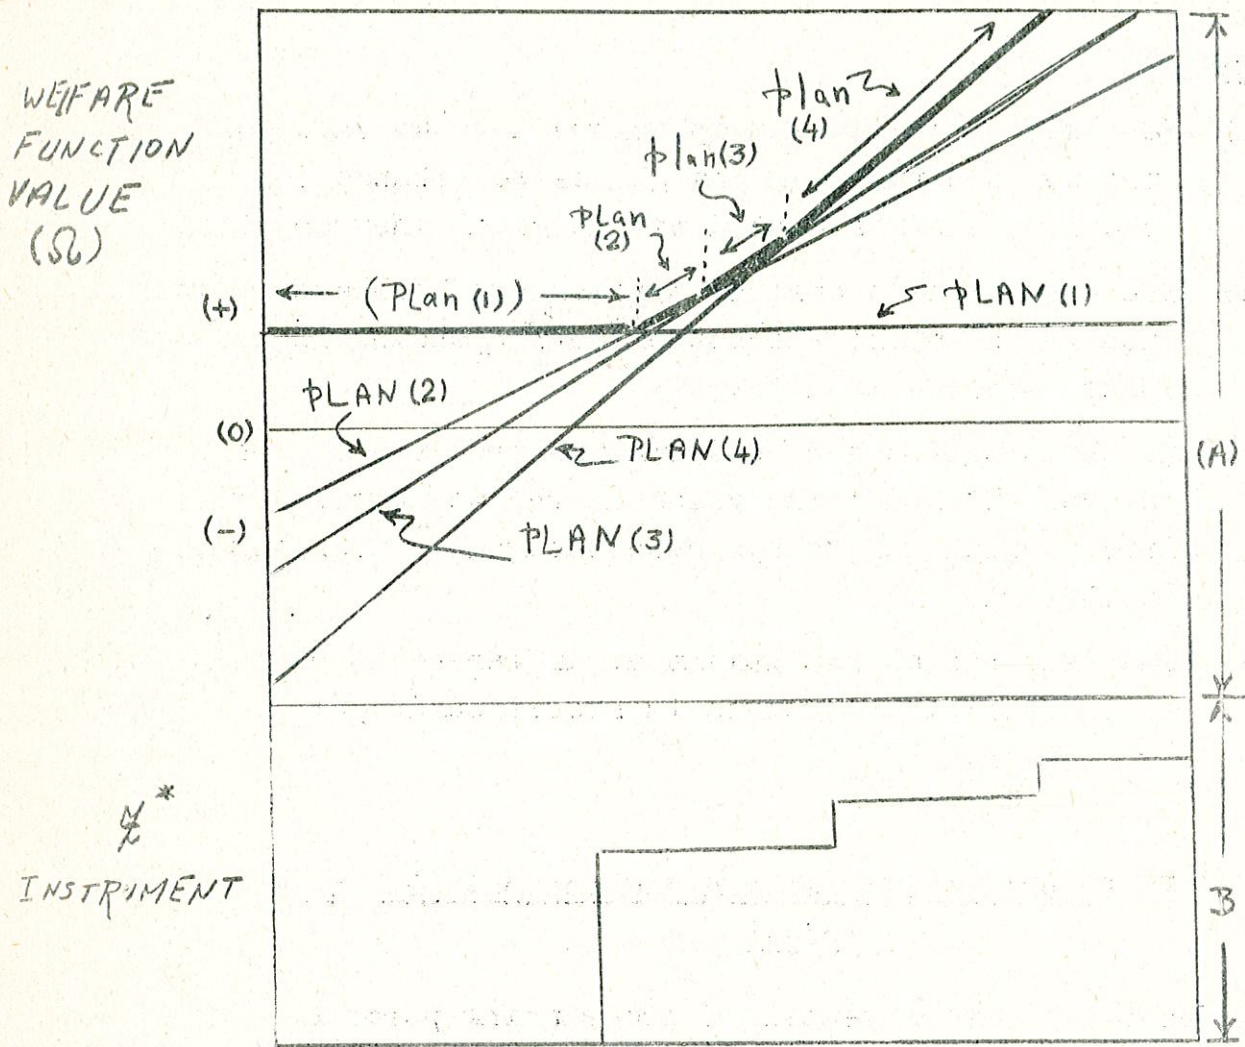 WELFARE
FUNCTION
VALUE
(Ω)
plan
(4)
plan(3)
plan
(2)
(+)
(Plan (1))
PLAN (1)
PLAN (2)
(0)
PLAN (4)
(A)
(-)
PLAN (3)
*
INSTRUMENT
B